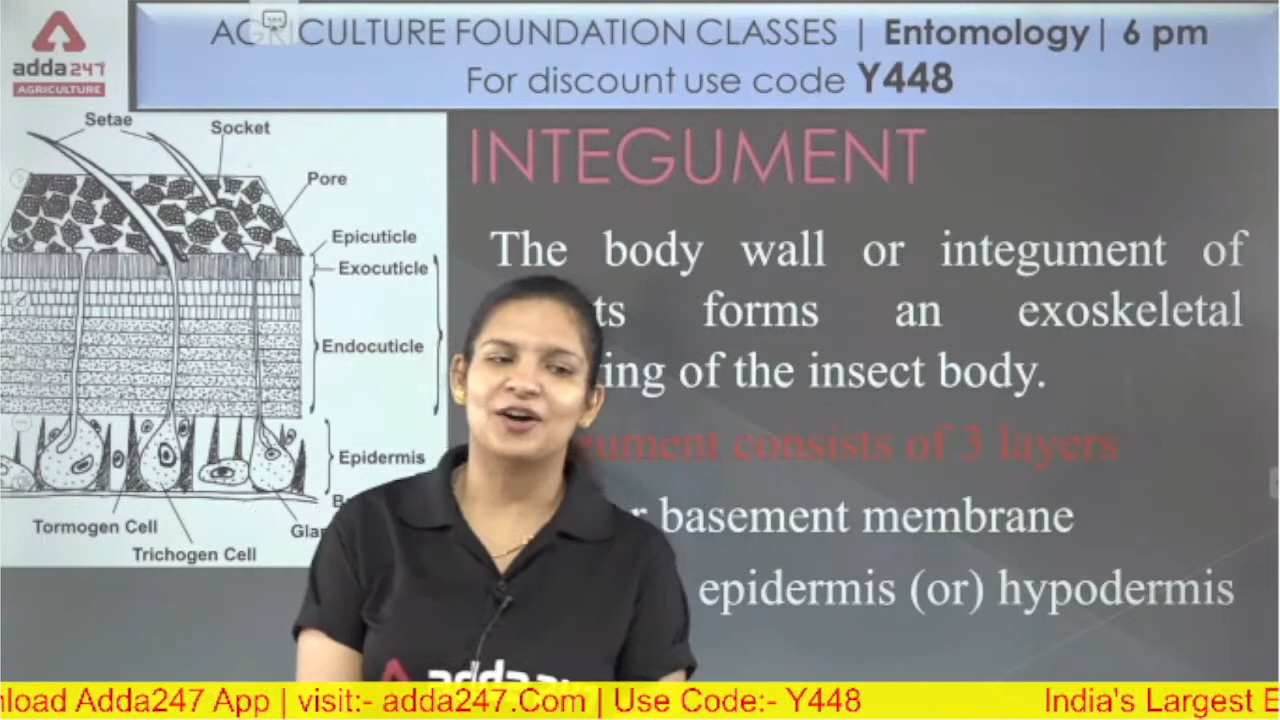 AGRICULTURE FOUNDATION CLASSES | Entomology| 6 pm
For discount use code Y448
adda247
AGRICULTURE
Setae
Socket
Pore
Epicuticle
Exocuticle
Endocuticle
Epidermis
Tormogen Cell
Trichogen Cell
INTEGUMENT
The body wall or integument of
forms an exoskeletal
of the insect body.
consists of 3 layers
basement membrane
epidermis (or) hypodermis
adda247
Adda247 App | visit:- adda247.Com | Use Code:- Y448
India's Largest